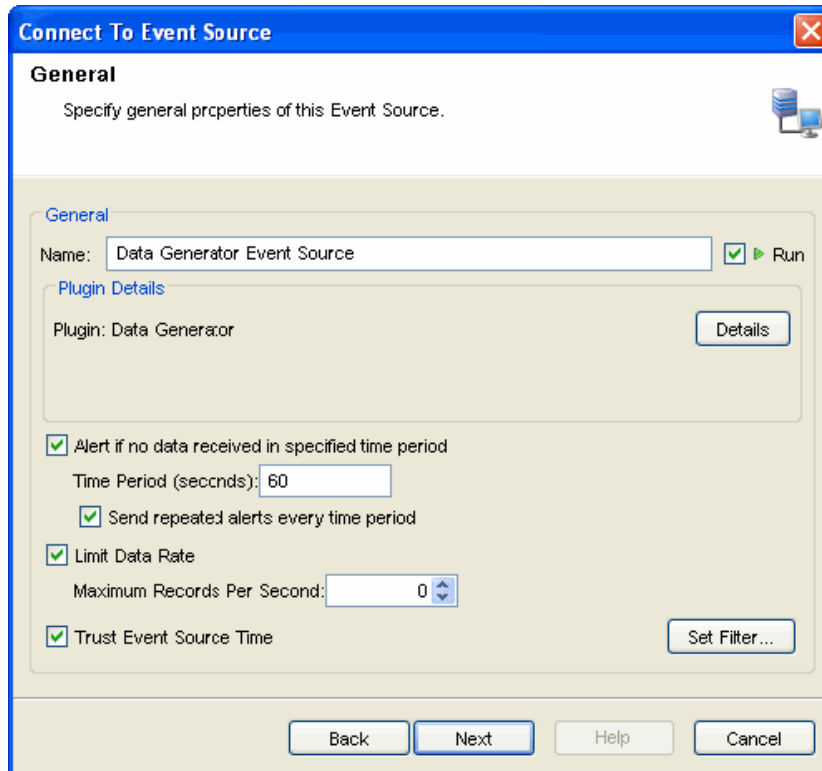 Connect To Event Source
General
Specify general properties of this Event Source.
General
Name: Data Generator Event Source Run
Plugin Details
Plugin: Data Generator Details
Alert if no data received in specified time period
Time Period (seconds): 60
Send repeated alerts every time period
Limit Data Rate
Maximum Records Per Second: 0
Trust Event Source Time Set Filter...
Back Next Help Cancel